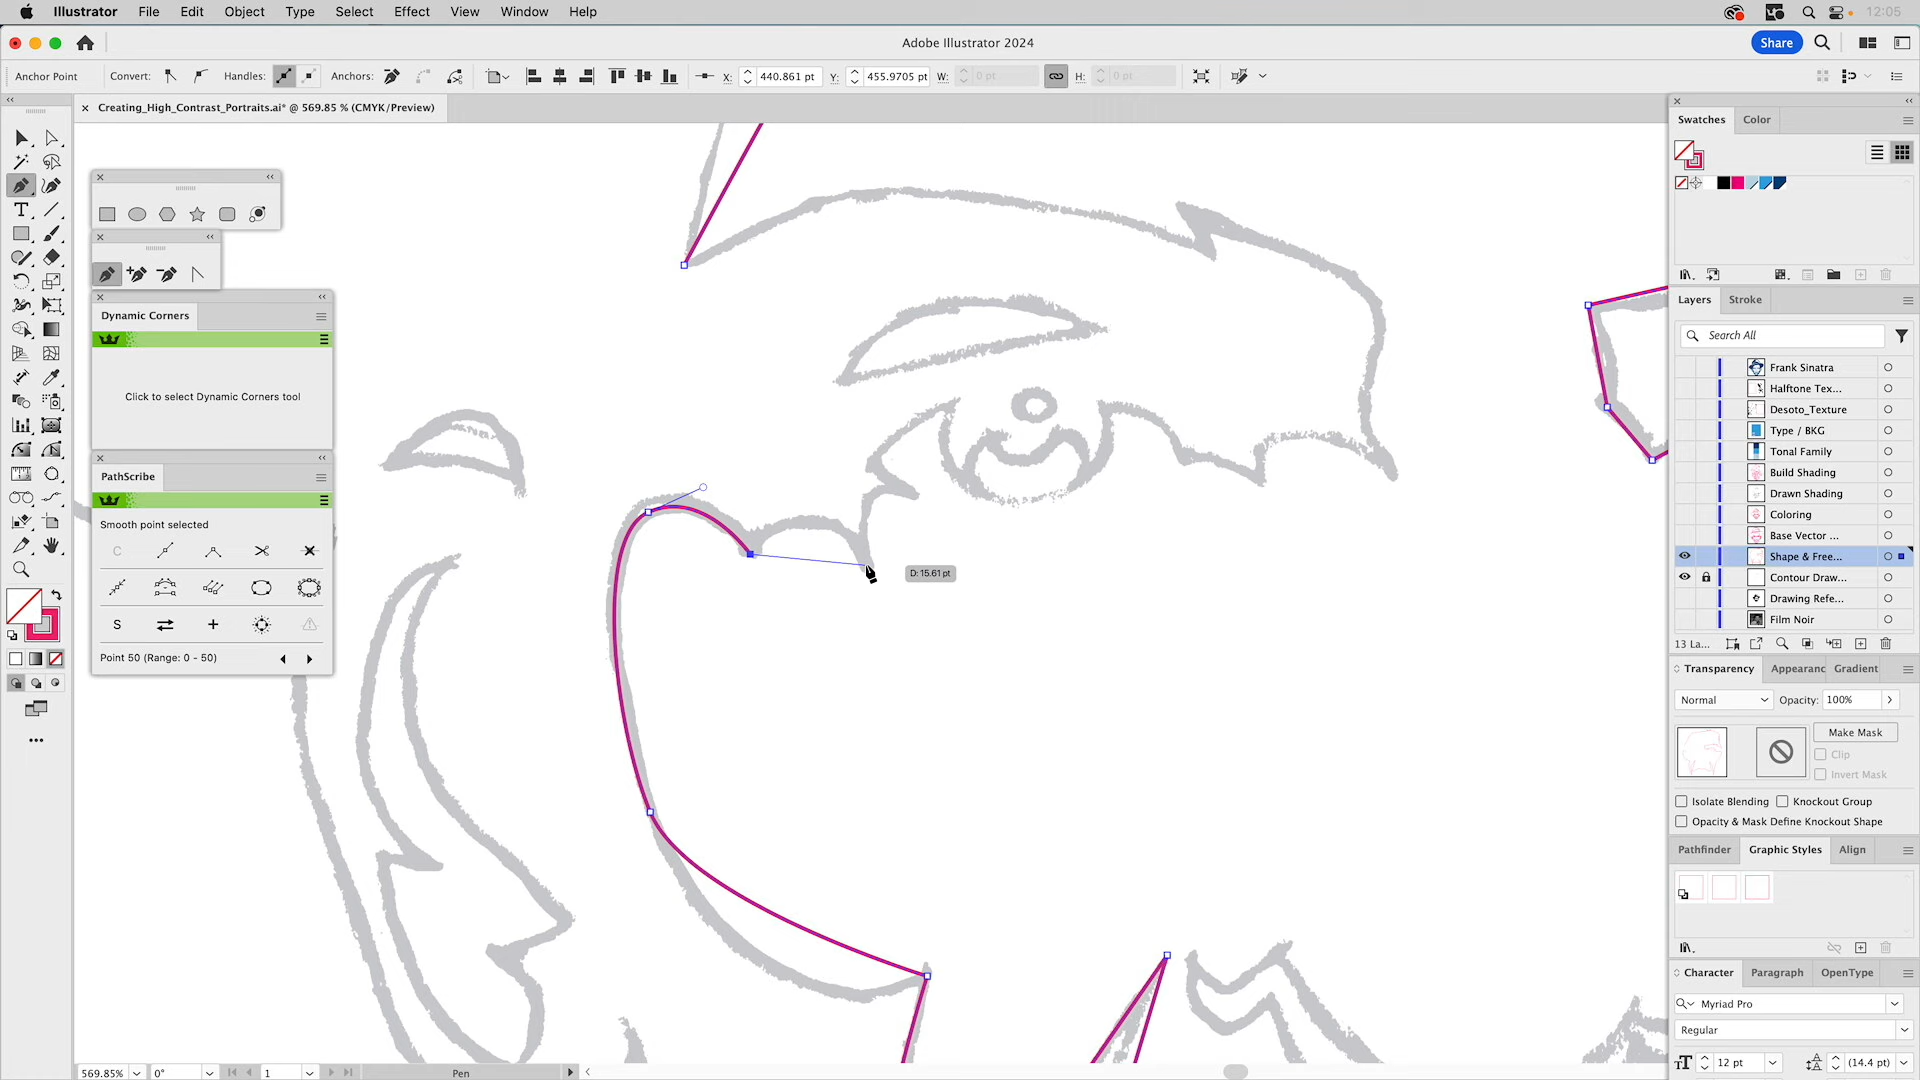 Illustrator File Edit Object Type Select Effect View Window Help 12:05
Adobe Illustrator 2024 Share
Anchor Point Convert: Handles: Anchors: X: 440.861 pt Y: 455.9705 pt W: 0 pt H: 0 pt
Creating_High_Contrast_Portraits.ai* @ 569.85 % (CMYK/Preview)
Dynamic Corners
Click to select Dynamic Corners tool
PathScribe
Smooth point selected
Point 50 (Range: 0 - 50)
D: 15.61 pt
Swatches Color
Layers Stroke
Search All
Frank Sinatra
Halftone Tex...
Desoto_Texture
Type / BKG
Tonal Family
Build Shading
Drawn Shading
Coloring
Base Vector ...
Shape & Free...
Contour Draw...
Drawing Refe...
Film Noir
13 La...
Transparency Appearanc Gradient
Normal Opacity: 100%
Make Mask
Clip
Invert Mask
Isolate Blending Knockout Group
Opacity & Mask Define Knockout Shape
Pathfinder Graphic Styles Align
Character Paragraph OpenType
Myriad Pro
Regular
12 pt (14.4 pt)
569.85% 0° 1 Pen